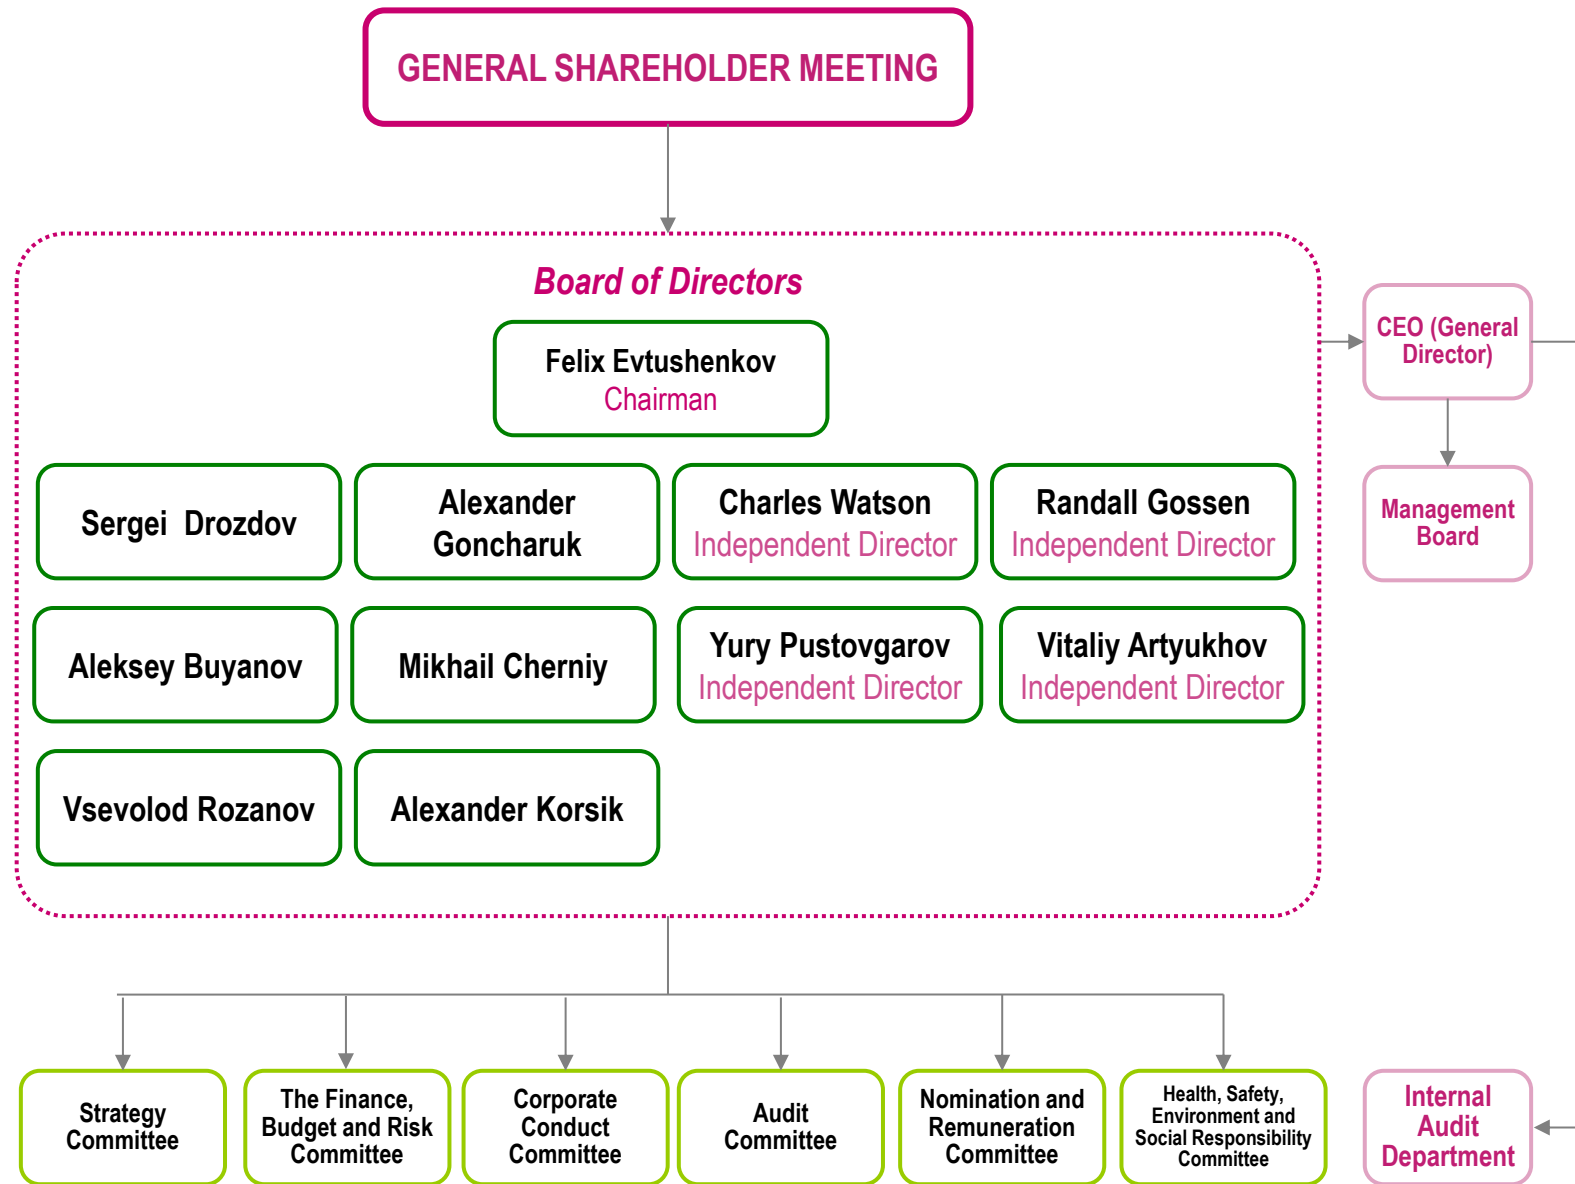 GENERAL SHAREHOLDER MEETING
Board of Directors
Felix Evtushenkov
Chairman
Sergei Drozdov
Alexander
Goncharuk
Charles Watson
Independent Director
Randall Gossen
Independent Director
Aleksey Buyanov
Mikhail Cherniy
Yury Pustovgarov
Independent Director
Vitaliy Artyukhov
Independent Director
Vsevolod Rozanov
Alexander Korsik
CEO (General
Director)
Management
Board
Strategy
Committee
The Finance,
Budget and Risk
Committee
Corporate
Conduct
Committee
Audit
Committee
Nomination and
Remuneration
Committee
Health, Safety,
Environment and
Social Responsibility
Committee
Internal
Audit
Department